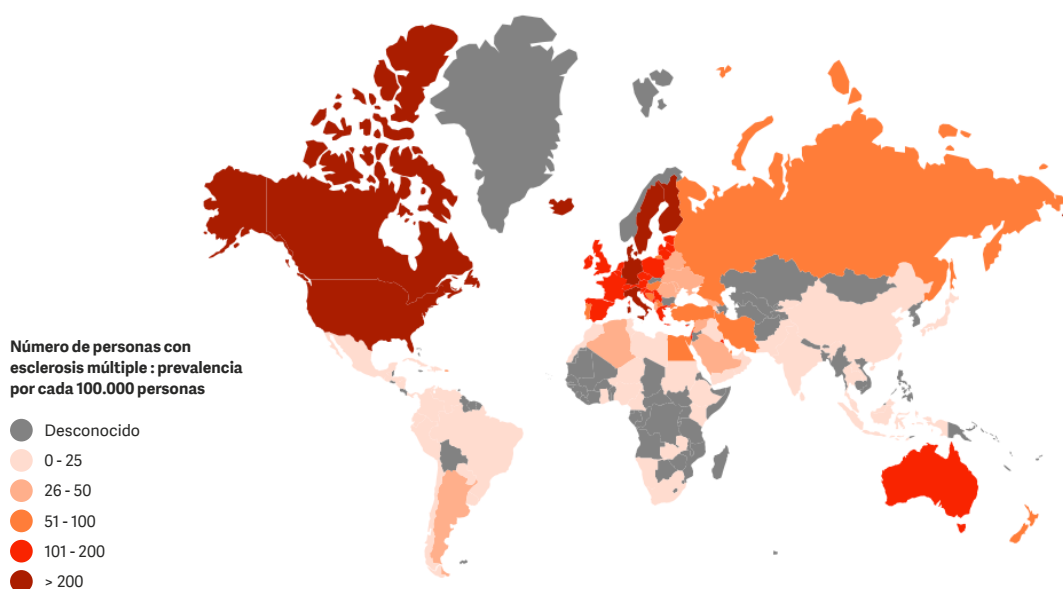 Número de personas con
esclerosis múltiple : prevalencia
por cada 100.000 personas
Desconocido
0 - 25
26 - 50
51 - 100
101 - 200
> 200